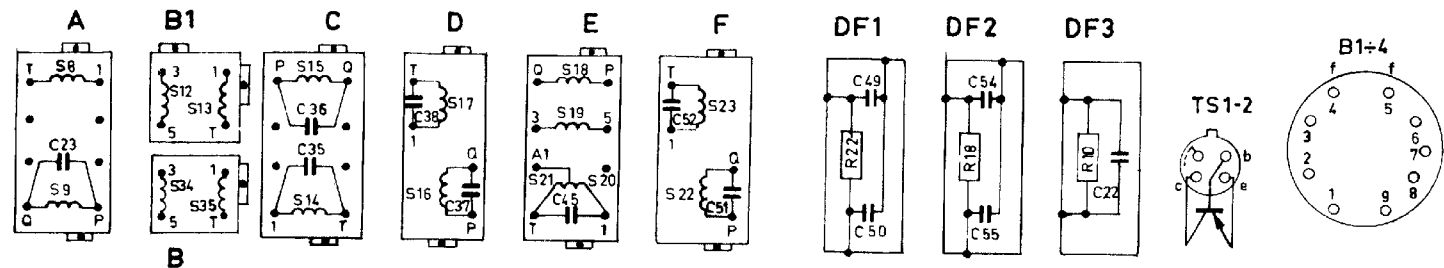 A B1 C D E F DF1 DF2 DF3 B1÷4 TS1-2
T S8 1
C23
S9
Q P
3 1
S12 S13
5 T
3 1
S34 S35
5 T
B
P S15 Q
C36
C35
S14
1 T
T
C38 S17
1
S16 Q
C37
P
Q S18 P
3 S19 5
A1
S21 S20
C45
T 1
T
C52 S23
1
S22 Q
C51
P
C49
R22
C50
C54
R18
C55
R10
C22
b
c e
f f
4 5
3 6
2 7
8
1 9